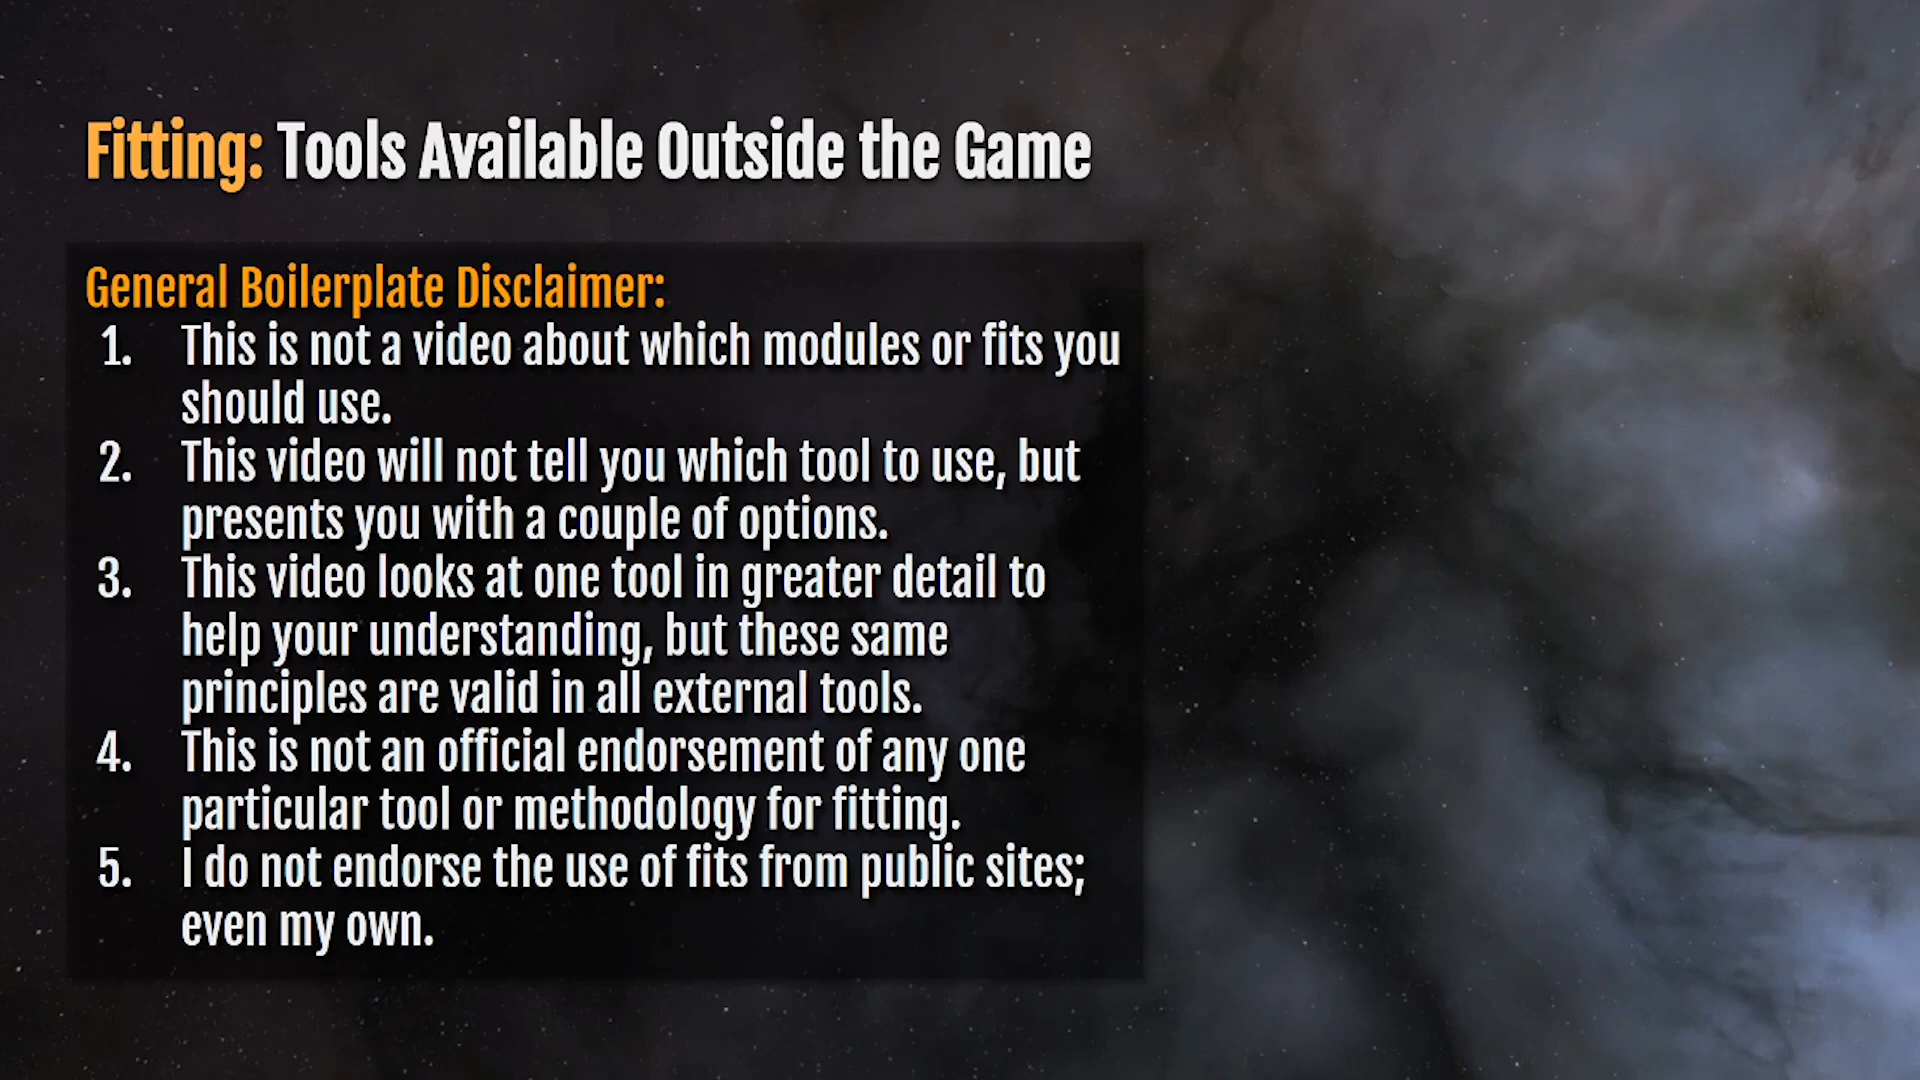 Fitting: Tools Available Outside the Game
General Boilerplate Disclaimer:
1. This is not a video about which modules or fits you
should use.
2. This video will not tell you which tool to use, but
presents you with a couple of options.
3. This video looks at one tool in greater detail to
help your understanding, but these same
principles are valid in all external tools.
4. This is not an official endorsement of any one
particular tool or methodology for fitting.
5. I do not endorse the use of fits from public sites;
even my own.